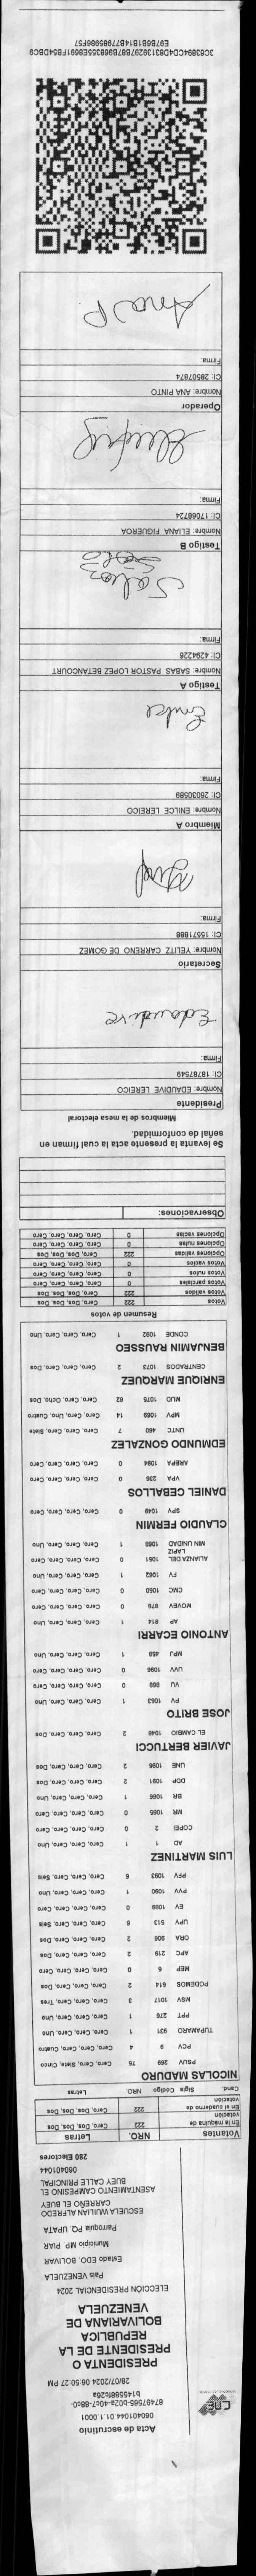 Acta de escrutinio
060401044.01.1.0001
87497565-b02a-40c7-88c0-
b145588fc26a
28/07/2024 06:50:27 PM
CNE
PRESIDENTA O
PRESIDENTE DE LA
REPUBLICA
BOLIVARIANA DE
VENEZUELA
ELECCIÓN PRESIDENCIAL 2024
Pais VENEZUELA
Estado EDO. BOLIVAR
Municipio MP. PIAR
Parroquia PQ. UPATA
ESCUELA WUILIAN ALFREDO
CARREÑO EL BUEY
ASENTAMIENTO CAMPESINO EL
BUEY CALLE PRINCIPAL
060401044
280 Electores
Votantes NRO. Letras
En la máquina de votación 222 Cero, Dos, Dos, Dos
En el cuaderno de votación 222 Cero, Dos, Dos, Dos
Cand. Sigla Código NRO. Letras
NICOLAS MADURO
PSUV 269 75 Cero, Cero, Siete, Cinco
PCV 9 4 Cero, Cero, Cero, Cuatro
TUPAMARO 931 1 Cero, Cero, Cero, Uno
PPT 276 1 Cero, Cero, Cero, Uno
MSV 1017 3 Cero, Cero, Cero, Tres
PODEMOS 514 2 Cero, Cero, Cero, Dos
MEP 6 0 Cero, Cero, Cero, Cero
APC 219 2 Cero, Cero, Cero, Dos
ORA 906 2 Cero, Cero, Cero, Dos
UPV 513 6 Cero, Cero, Cero, Seis
EV 1089 0 Cero, Cero, Cero, Cero
PVV 1090 1 Cero, Cero, Cero, Uno
PFV 1093 6 Cero, Cero, Cero, Seis
LUIS MARTINEZ
AD 1 1 Cero, Cero, Cero, Uno
COPEI 2 0 Cero, Cero, Cero, Cero
MR 1065 0 Cero, Cero, Cero, Cero
BR 1066 1 Cero, Cero, Cero, Uno
DDP 1091 2 Cero, Cero, Cero, Dos
UNE 1095 2 Cero, Cero, Cero, Dos
JAVIER BERTUCCI
EL CAMBIO 1048 2 Cero, Cero, Cero, Dos
JOSE BRITO
PV 1053 1 Cero, Cero, Cero, Uno
VU 868 0 Cero, Cero, Cero, Cero
UVV 1096 0 Cero, Cero, Cero, Cero
MPJ 458 1 Cero, Cero, Cero, Uno
ANTONIO ECARRI
AP 814 1 Cero, Cero, Cero, Uno
MOVEV 978 0 Cero, Cero, Cero, Cero
CMC 1050 0 Cero, Cero, Cero, Cero
FV 1062 1 Cero, Cero, Cero, Uno
ALIANZA DEL LAPIZ 1051 0 Cero, Cero, Cero, Cero
MIN UNIDAD 1068 1 Cero, Cero, Cero, Uno
CLAUDIO FERMIN
SPV 1049 0 Cero, Cero, Cero, Cero
DANIEL CEBALLOS
VPA 236 0 Cero, Cero, Cero, Cero
AREPA 1094 0 Cero, Cero, Cero, Cero
EDMUNDO GONZALEZ
UNTC 460 7 Cero, Cero, Cero, Siete
MPV 1069 14 Cero, Cero, Uno, Cuatro
MUD 1075 82 Cero, Cero, Ocho, Dos
ENRIQUE MARQUEZ
CENTRADOS 1073 2 Cero, Cero, Cero, Dos
BENJAMIN RAUSSEO
CONDE 1092 1 Cero, Cero, Cero, Uno
Resumen de votos
Votos 222 Cero, Dos, Dos, Dos
Votos validos 222 Cero, Dos, Dos, Dos
Votos parciales 0 Cero, Cero, Cero, Cero
Votos nulos 0 Cero, Cero, Cero, Cero
Votos vacios 0 Cero, Cero, Cero, Cero
Opciones validas 222 Cero, Dos, Dos, Dos
Opciones nulas 0 Cero, Cero, Cero, Cero
Opciones vacias 0 Cero, Cero, Cero, Cero
Observaciones:
Se levanta la presente acta la cual firman en
señal de conformidad.
Miembros de la mesa electoral
Presidente
Nombre: EDAUDIVE LEREICO
CI: 18787549
Firma:
Edaudive
Secretario
Nombre: YELITZ CARREÑO DE GOMEZ
CI: 15571888
Firma:
Miembro A
Nombre: ENILCE LEREICO
CI: 26030589
Firma:
Enilce
Testigo A
Nombre: SABAS PASTOR LOPEZ BETANCOURT
CI: 4294226
Firma:
Testigo B
Nombre: ELIANA FIGUEROA
CI: 17068724
Firma:
Operador
Nombre: ANA PINTO
CI: 28507874
Firma:
Ana P
3C63894CD4D83139297B87B968355E8691FB54DBC9
E97B6B1B14B77985986F57